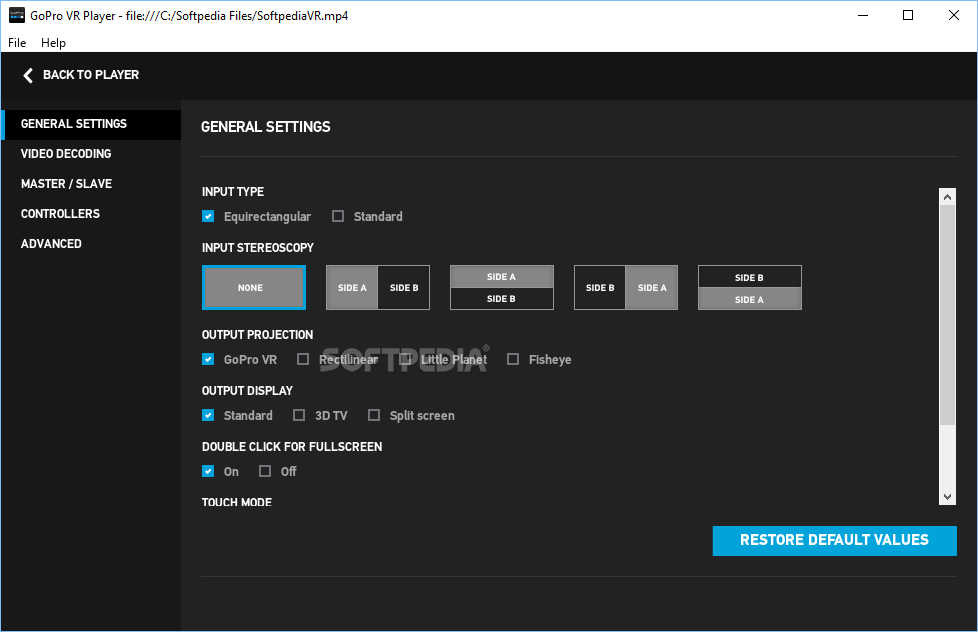 GoPro VR Player - file:///C:/Softpedia Files/SoftpediaVR.mp4
File Help
BACK TO PLAYER
GENERAL SETTINGS
VIDEO DECODING
MASTER / SLAVE
CONTROLLERS
ADVANCED
GENERAL SETTINGS
INPUT TYPE
Equirectangular Standard
INPUT STEREOSCOPY
NONE
SIDE A SIDE B
SIDE A
SIDE B
SIDE B SIDE A
SIDE B
SIDE A
OUTPUT PROJECTION
GoPro VR Rectilinear Little Planet Fisheye
SOFTPEDIA®
OUTPUT DISPLAY
Standard 3D TV Split screen
DOUBLE CLICK FOR FULLSCREEN
On Off
TOUCH MODE
RESTORE DEFAULT VALUES